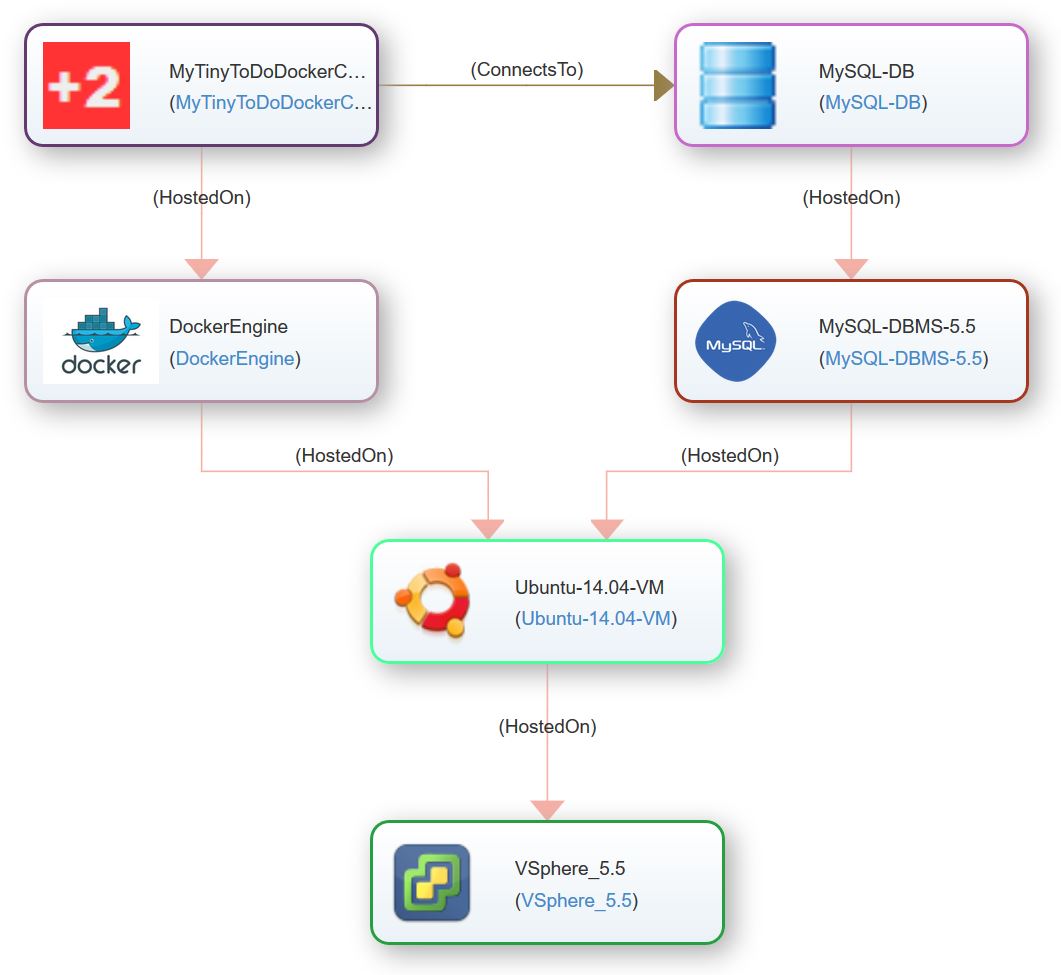 +2
MyTinyToDoDockerC...
(MyTinyToDoDockerC...
(ConnectsTo)
MySQL-DB
(MySQL-DB)
(HostedOn)
(HostedOn)
docker
DockerEngine
(DockerEngine)
MySQL
MySQL-DBMS-5.5
(MySQL-DBMS-5.5)
(HostedOn)
(HostedOn)
Ubuntu-14.04-VM
(Ubuntu-14.04-VM)
(HostedOn)
VSphere_5.5
(VSphere_5.5)